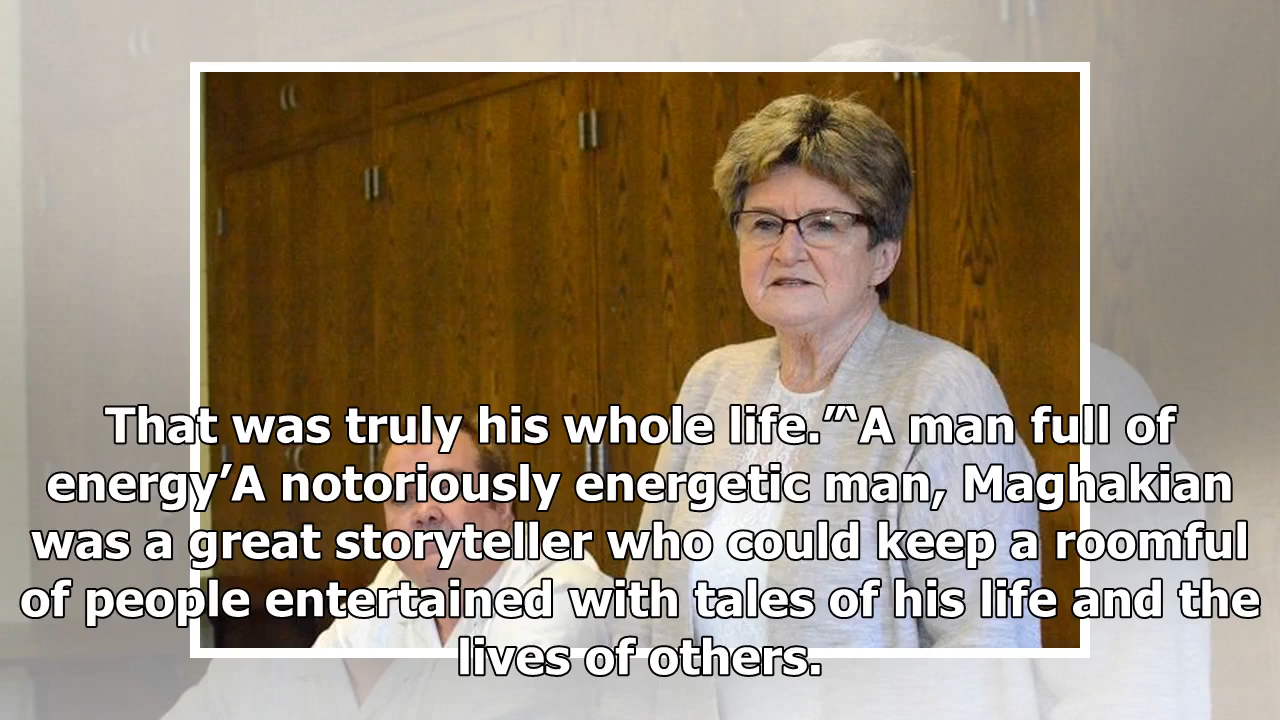 That was truly his whole life.”“A man full of
energy’A notoriously energetic man, Maghakian
was a great storyteller who could keep a roomful
of people entertained with tales of his life and the
lives of others.